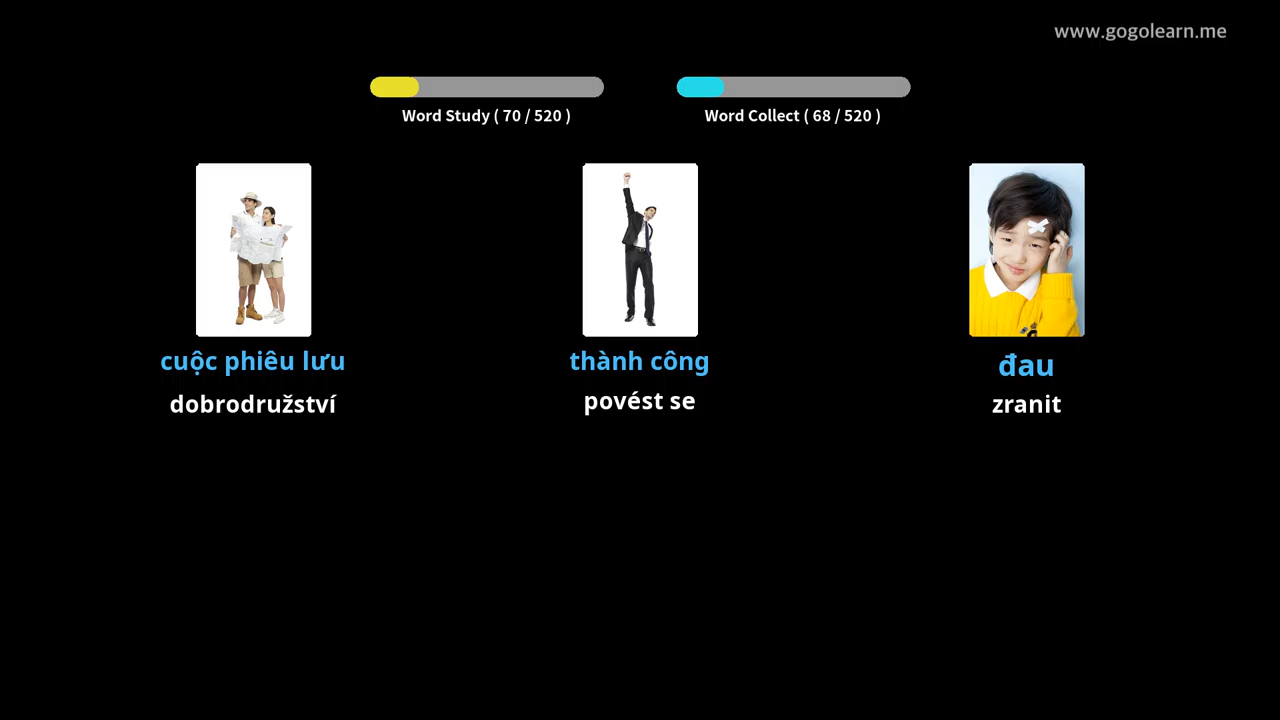 www.gogolearn.me
Word Study ( 70 / 520 )
Word Collect ( 68 / 520 )
cuộc phiêu lưu
dobrodružství
thành công
povést se
đau
zranit